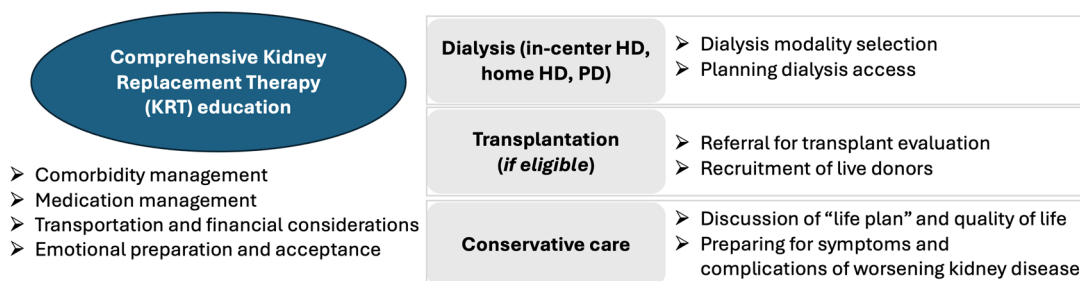 Comprehensive Kidney
Replacement Therapy
(KRT) education
➢ Comorbidity management
➢ Medication management
➢ Transportation and financial considerations
➢ Emotional preparation and acceptance
Dialysis (in-center HD,
home HD, PD)
➢ Dialysis modality selection
➢ Planning dialysis access
Transplantation
(if eligible)
➢ Referral for transplant evaluation
➢ Recruitment of live donors
Conservative care
➢ Discussion of “life plan” and quality of life
➢ Preparing for symptoms and
complications of worsening kidney disease